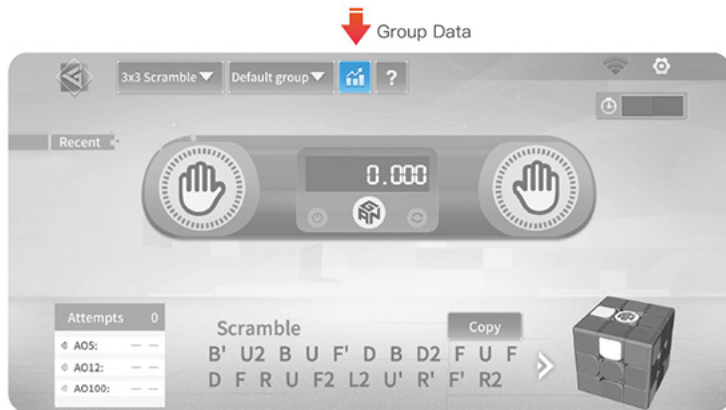 Group Data
3x3 Scramble Default group ?
Recent
0.000
GAN
Attempts 0
AO5: — —
AO12: — —
AO100: — —
Scramble Copy
B' U2 B U F' D B D2 F U F
D F R U F2 L2 U' R' F' R2